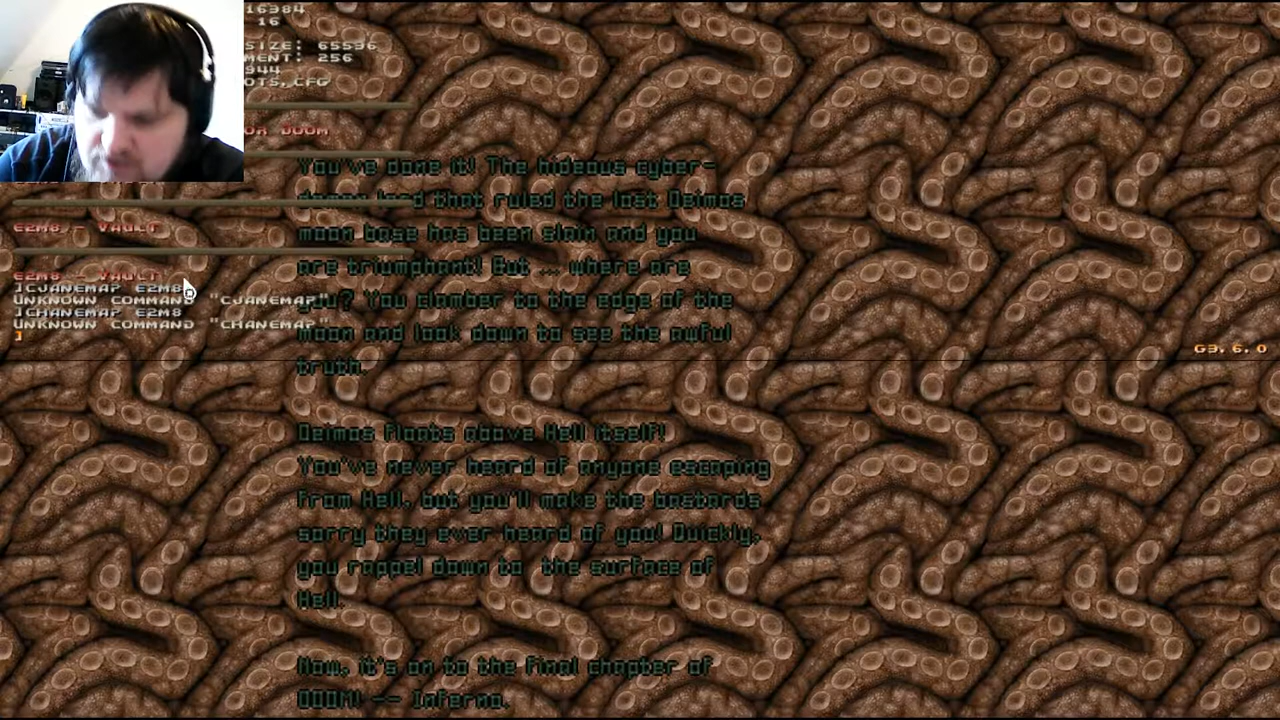 16384
16
SIZE: 65536
MENT: 256
944
OTS.CFG
OR DOOM
You've done it! The hideous cyber-
demon lord that ruled the lost Deimos
E2M8 - VAULT
moon base has been slain and you
are triumphant! But ... where are
E2M8 - VAULT
]CJANEMAP E2M8
UNKNOWN COMMAND "CJANEMAP"
you? You clamber to the edge of the
]CHANEMAP E2M8
UNKNOWN COMMAND "CHANEMAP"
moon and look down to see the awful
]
G3.6.0
truth.
Deimos floats above Hell itself!
You've never heard of anyone escaping
from Hell, but you'll make the bastards
sorry they ever heard of you! Quickly,
you rappel down to  the surface of
Hell.
Now, it's on to the final chapter of
DOOM! -- Inferno.